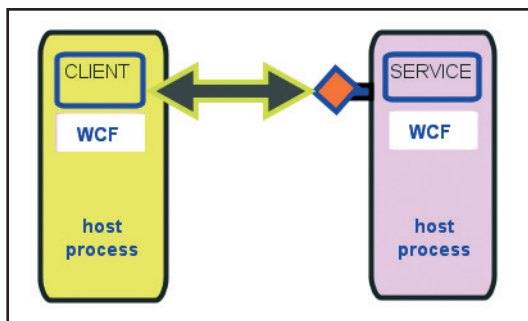 CLIENT
WCF
host
process
SERVICE
WCF
host
process